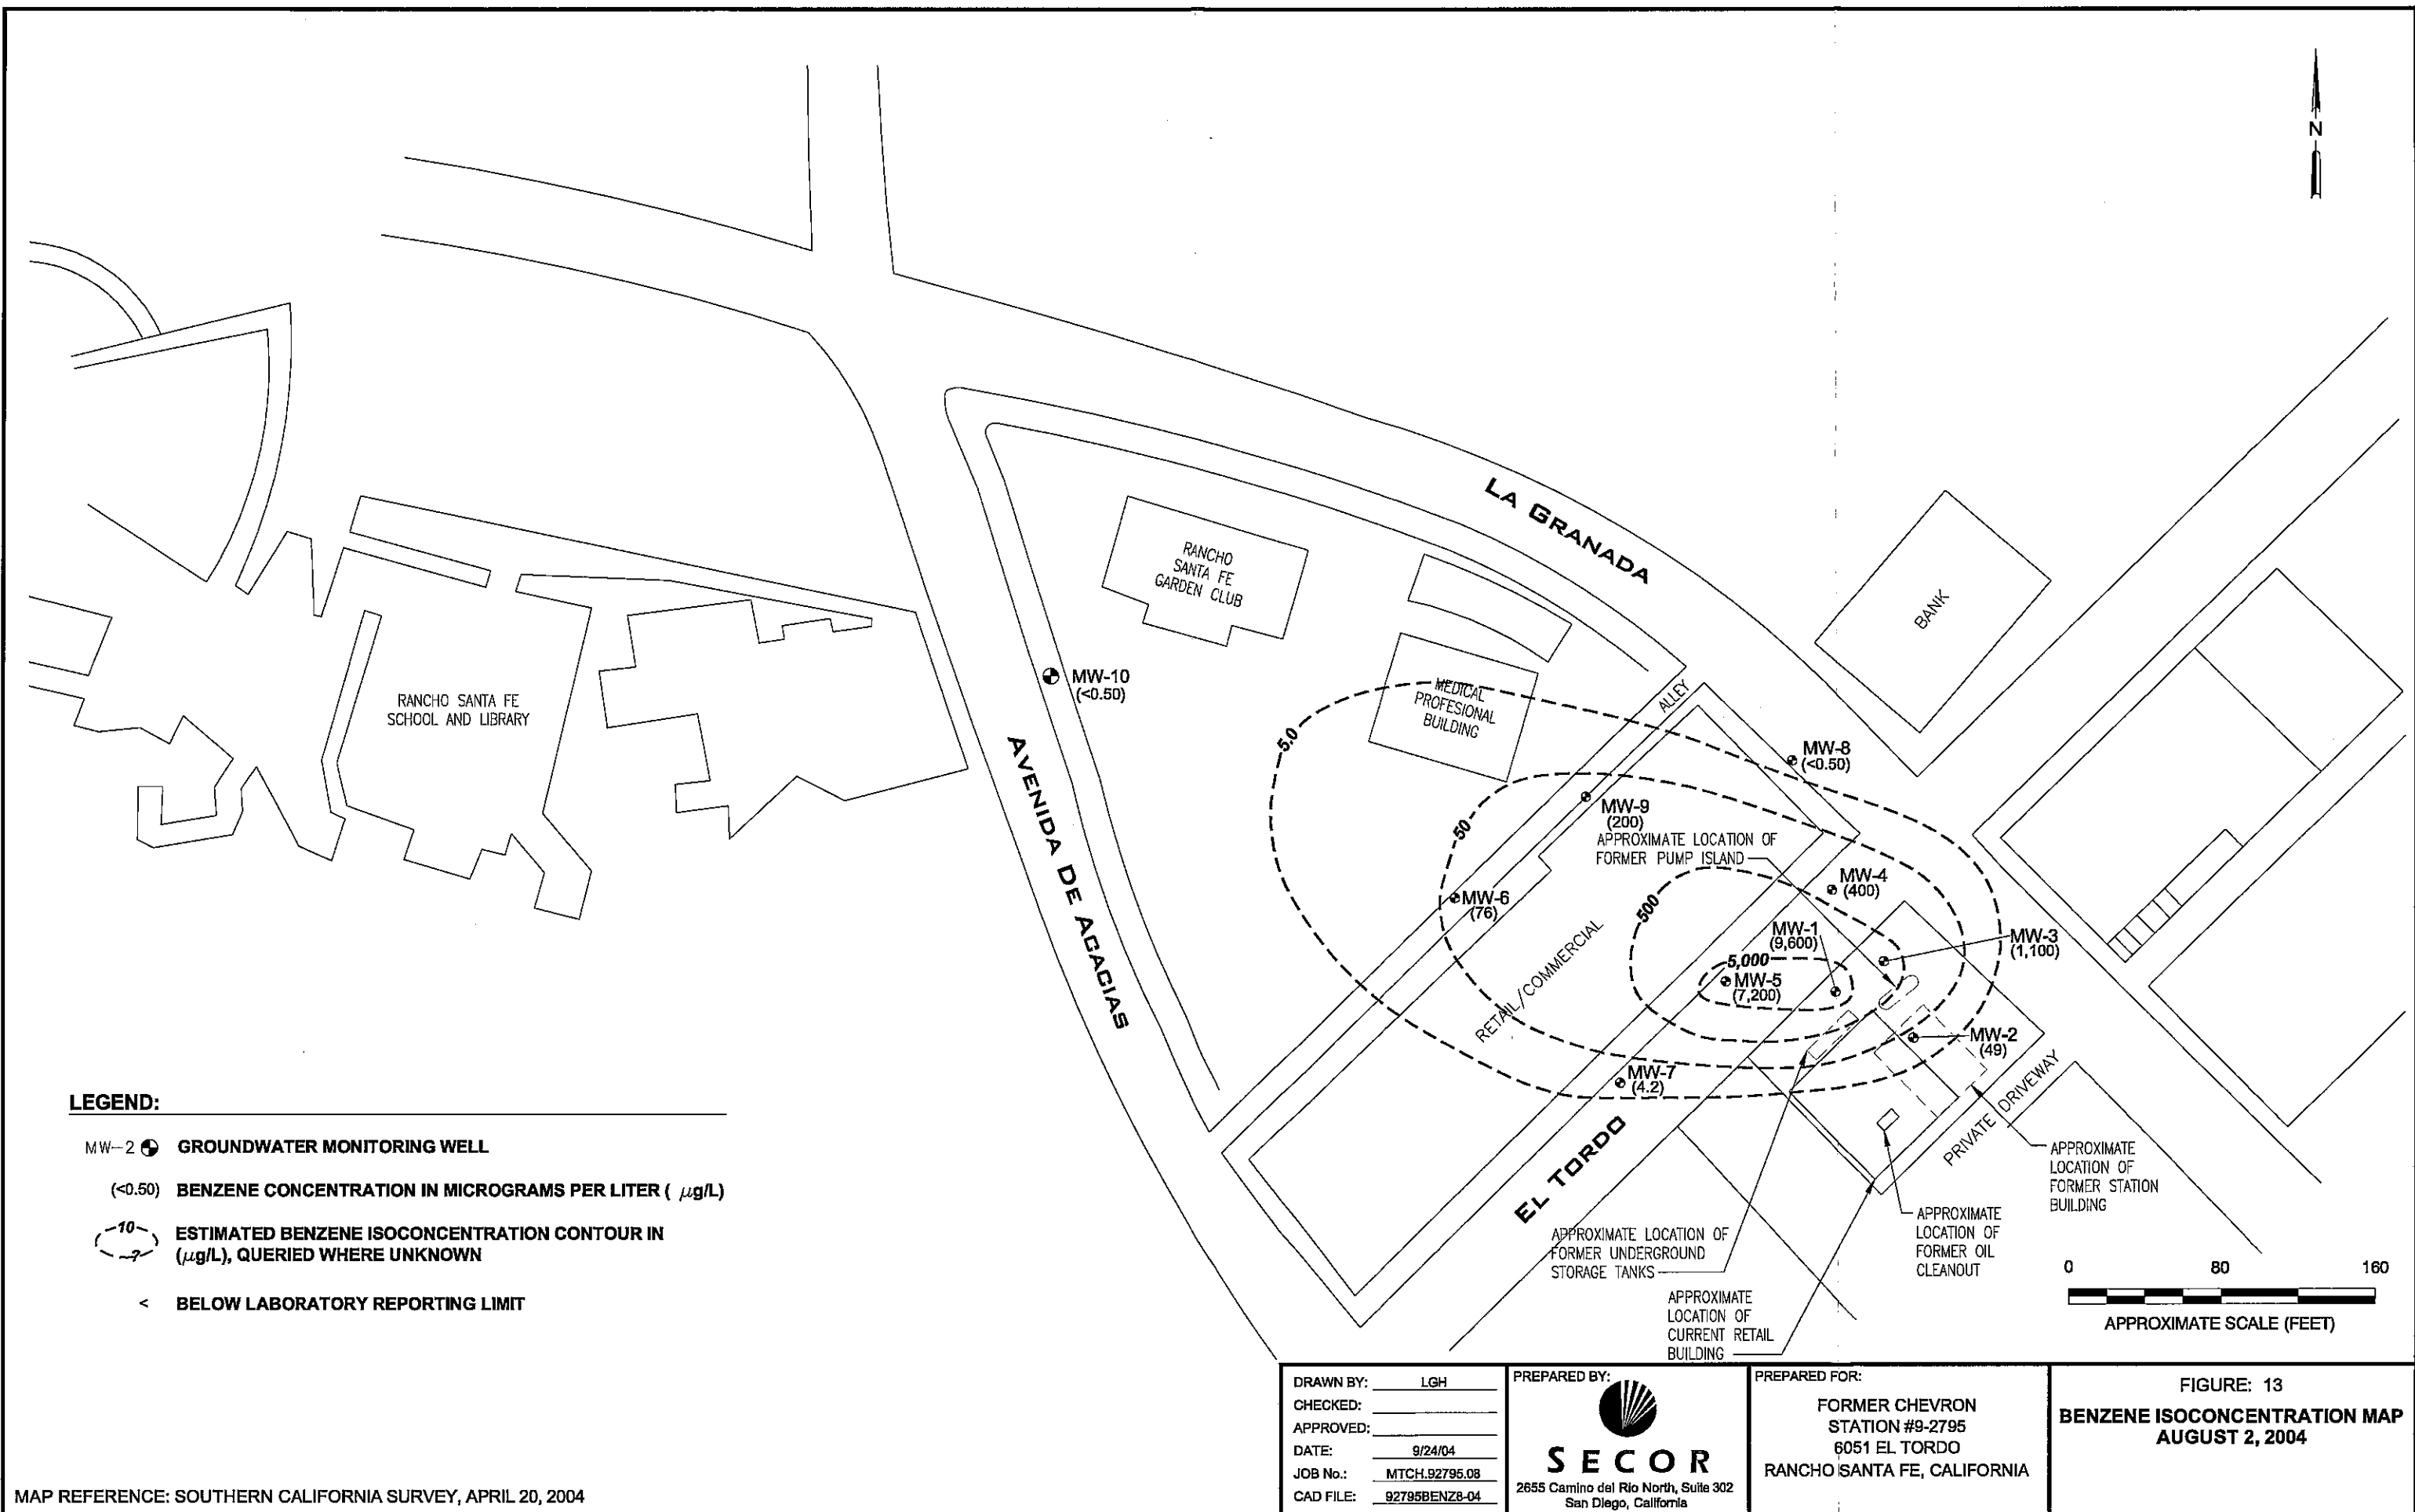 N
LA GRANADA
RANCHO
SANTA FE
GARDEN CLUB
BANK
MW-10
(<0.50)
RANCHO SANTA FE
SCHOOL AND LIBRARY
MEDICAL
PROFESIONAL
BUILDING
ALLEY
5.0
AVENIDA DE ACACIAS
MW-8
(<0.50)
MW-9
(200)
50
APPROXIMATE LOCATION OF
FORMER PUMP ISLAND
MW-4
(400)
MW-6
(76)
500
MW-1
(9,600)
MW-3
(1,100)
5,000
MW-5
(7,200)
RETAIL/COMMERCIAL
MW-2
(49)
MW-7
(4.2)
EL TORDO
PRIVATE DRIVEWAY
APPROXIMATE
LOCATION OF
FORMER STATION
BUILDING
APPROXIMATE
LOCATION OF
FORMER OIL
CLEANOUT
APPROXIMATE LOCATION OF
FORMER UNDERGROUND
STORAGE TANKS
APPROXIMATE
LOCATION OF
CURRENT RETAIL
BUILDING
0 80 160
APPROXIMATE SCALE (FEET)
LEGEND:
MW-2 GROUNDWATER MONITORING WELL
(<0.50) BENZENE CONCENTRATION IN MICROGRAMS PER LITER ( µg/L)
10 ESTIMATED BENZENE ISOCONCENTRATION CONTOUR IN
? (µg/L), QUERIED WHERE UNKNOWN
< BELOW LABORATORY REPORTING LIMIT
MAP REFERENCE: SOUTHERN CALIFORNIA SURVEY, APRIL 20, 2004
DRAWN BY: LGH
CHECKED:
APPROVED:
DATE: 9/24/04
JOB No.: MTCH.92795.08
CAD FILE: 92795BENZ8-04
PREPARED BY:
SECOR
2655 Camino del Rio North, Suite 302
San Diego, California
PREPARED FOR:
FORMER CHEVRON
STATION #9-2795
6051 EL TORDO
RANCHO SANTA FE, CALIFORNIA
FIGURE: 13
BENZENE ISOCONCENTRATION MAP
AUGUST 2, 2004